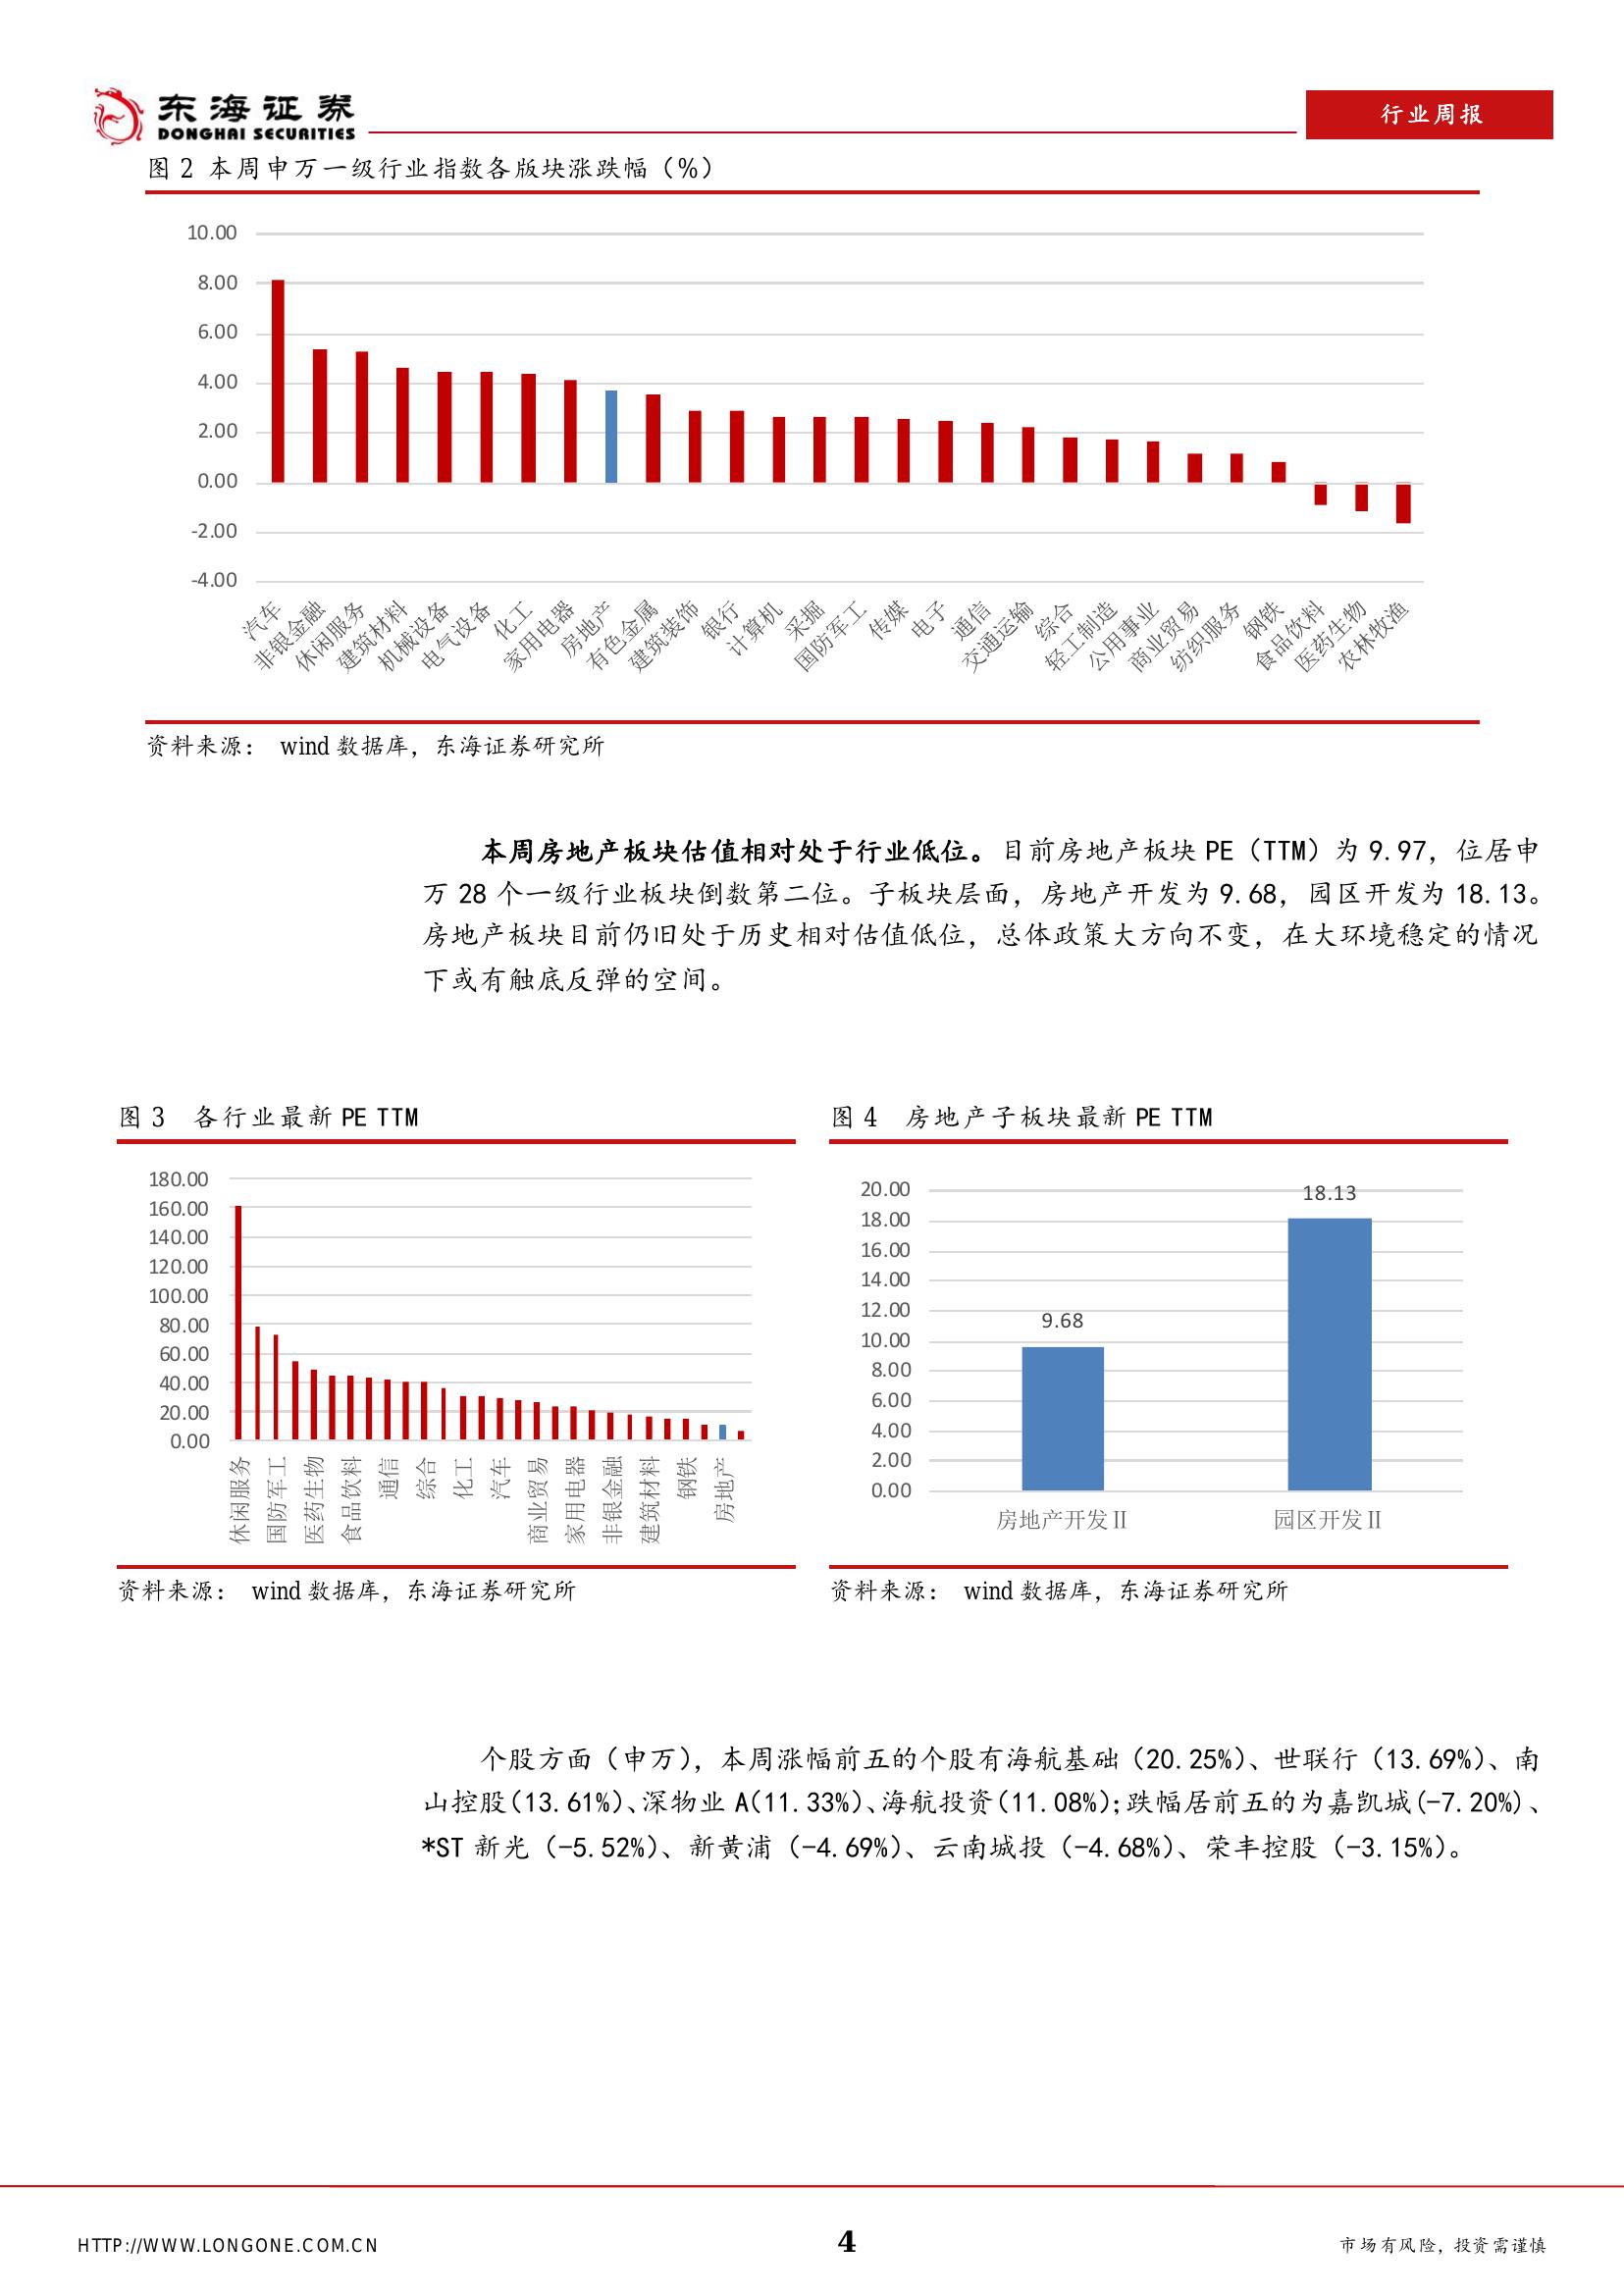 东海证券
DONGHAI SECURITIES
行业周报
图 2 本周申万一级行业指数各版块涨跌幅（%）
10.00
8.00
6.00
4.00
2.00
0.00
-2.00
-4.00
汽车 非银金融 休闲服务 建筑材料 机械设备 电气设备 化工 家用电器 房地产 有色金属 建筑装饰 银行 计算机 采掘 国防军工 传媒 电子 通信 交通运输 综合 轻工制造 公用事业 商业贸易 纺织服务 钢铁 食品饮料 医药生物 农林牧渔
资料来源： wind 数据库，东海证券研究所
本周房地产板块估值相对处于行业低位。目前房地产板块 PE（TTM）为 9.97，位居申
万 28 个一级行业板块倒数第二位。子板块层面，房地产开发为 9.68，园区开发为 18.13。
房地产板块目前仍旧处于历史相对估值低位，总体政策大方向不变，在大环境稳定的情况
下或有触底反弹的空间。
图 3 各行业最新 PE TTM
180.00
160.00
140.00
120.00
100.00
80.00
60.00
40.00
20.00
0.00
休闲服务 国防军工 医药生物 食品饮料 通信 综合 化工 汽车 商业贸易 家用电器 非银金融 建筑材料 钢铁 房地产
资料来源： wind 数据库，东海证券研究所
图 4 房地产子板块最新 PE TTM
20.00
18.00
16.00
14.00
12.00
10.00
8.00
6.00
4.00
2.00
0.00
9.68
18.13
房地产开发Ⅱ 园区开发Ⅱ
资料来源： wind 数据库，东海证券研究所
个股方面（申万），本周涨幅前五的个股有海航基础（20.25%）、世联行（13.69%）、南
山控股（13.61%）、深物业 A（11.33%）、海航投资（11.08%）；跌幅居前五的为嘉凯城（-7.20%）、
*ST 新光（-5.52%）、新黄浦（-4.69%）、云南城投（-4.68%）、荣丰控股（-3.15%）。
HTTP://WWW.LONGONE.COM.CN
4
市场有风险，投资需谨慎